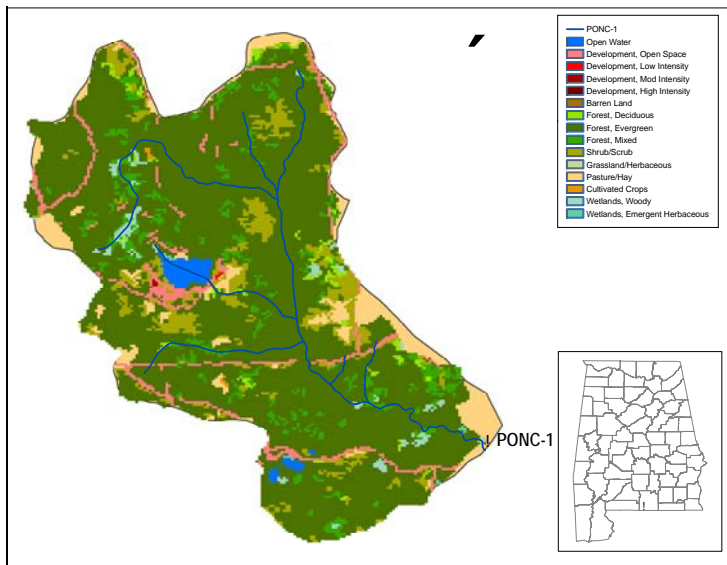 PONC-1
Open Water
Development, Open Space
Development, Low Intensity
Development, Mod Intensity
Development, High Intensity
Barren Land
Forest, Deciduous
Forest, Evergreen
Forest, Mixed
Shrub/Scrub
Grassland/Herbaceous
Pasture/Hay
Cultivated Crops
Wetlands, Woody
Wetlands, Emergent Herbaceous
! PONC-1
!